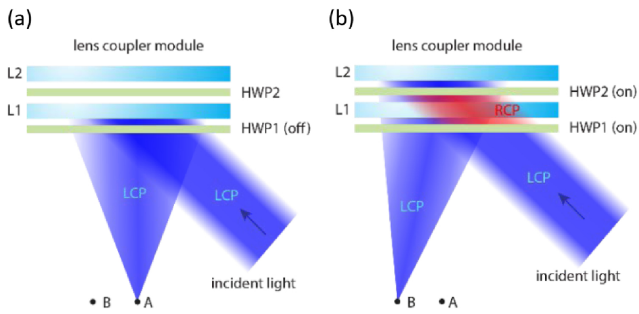 (a)
lens coupler module
L2
HWP2
L1
HWP1 (off)
LCP
LCP
incident light
B
A
(b)
lens coupler module
L2
HWP2 (on)
L1
RCP
HWP1 (on)
LCP
LCP
incident light
B
A